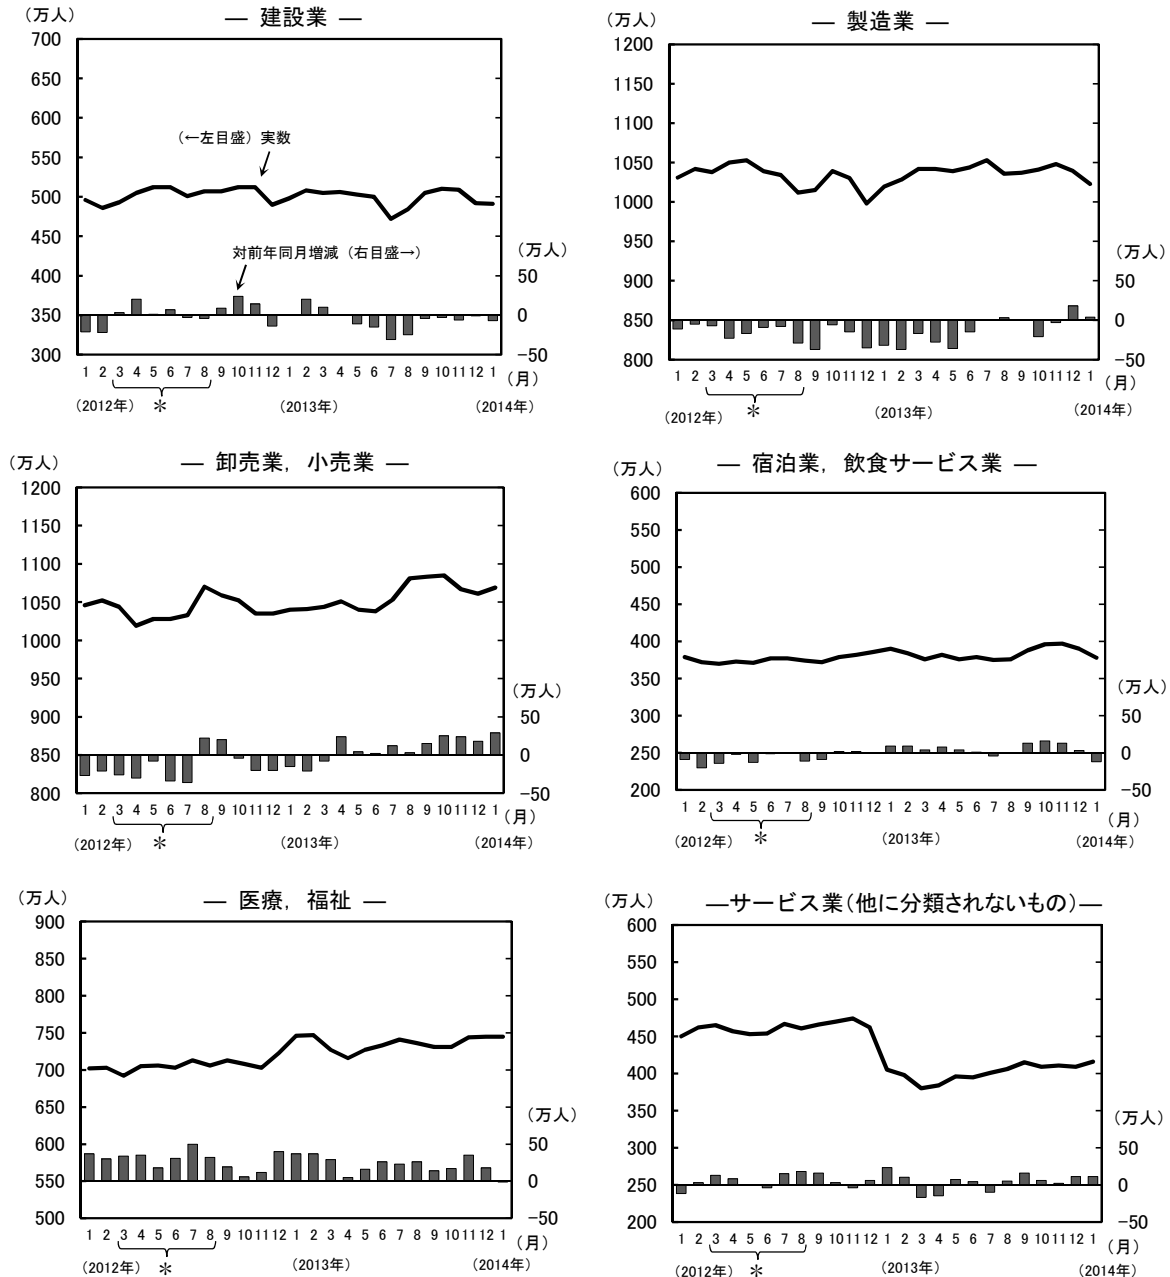 (万人)
― 建設業 ―
700
650
600
550
500
450
400
350
300
(←左目盛) 実数
対前年同月増減 (右目盛→)
(万人)
50
0
-50
1 2 3 4 5 6 7 8 9 10 11 12 1 2 3 4 5 6 7 8 9 10 11 12 1
(月)
(2012年) * (2013年) (2014年)
(万人)
― 製造業 ―
1200
1150
1100
1050
1000
950
900
850
800
(万人)
50
0
-50
1 2 3 4 5 6 7 8 9 10 11 12 1 2 3 4 5 6 7 8 9 10 11 12 1
(月)
(2012年) * (2013年) (2014年)
(万人)
― 卸売業, 小売業 ―
1200
1150
1100
1050
1000
950
900
850
800
(万人)
50
0
-50
1 2 3 4 5 6 7 8 9 10 11 12 1 2 3 4 5 6 7 8 9 10 11 12 1
(月)
(2012年) * (2013年) (2014年)
(万人)
― 宿泊業, 飲食サービス業 ―
600
550
500
450
400
350
300
250
200
(万人)
50
0
-50
1 2 3 4 5 6 7 8 9 10 11 12 1 2 3 4 5 6 7 8 9 10 11 12 1
(月)
(2012年) * (2013年) (2014年)
(万人)
― 医療, 福祉 ―
900
850
800
750
700
650
600
550
500
(万人)
50
0
-50
1 2 3 4 5 6 7 8 9 10 11 12 1 2 3 4 5 6 7 8 9 10 11 12 1
(月)
(2012年) * (2013年) (2014年)
(万人)
―サービス業(他に分類されないもの)―
600
550
500
450
400
350
300
250
200
(万人)
50
0
-50
1 2 3 4 5 6 7 8 9 10 11 12 1 2 3 4 5 6 7 8 9 10 11 12 1
(月)
(2012年) * (2013年) (2014年)